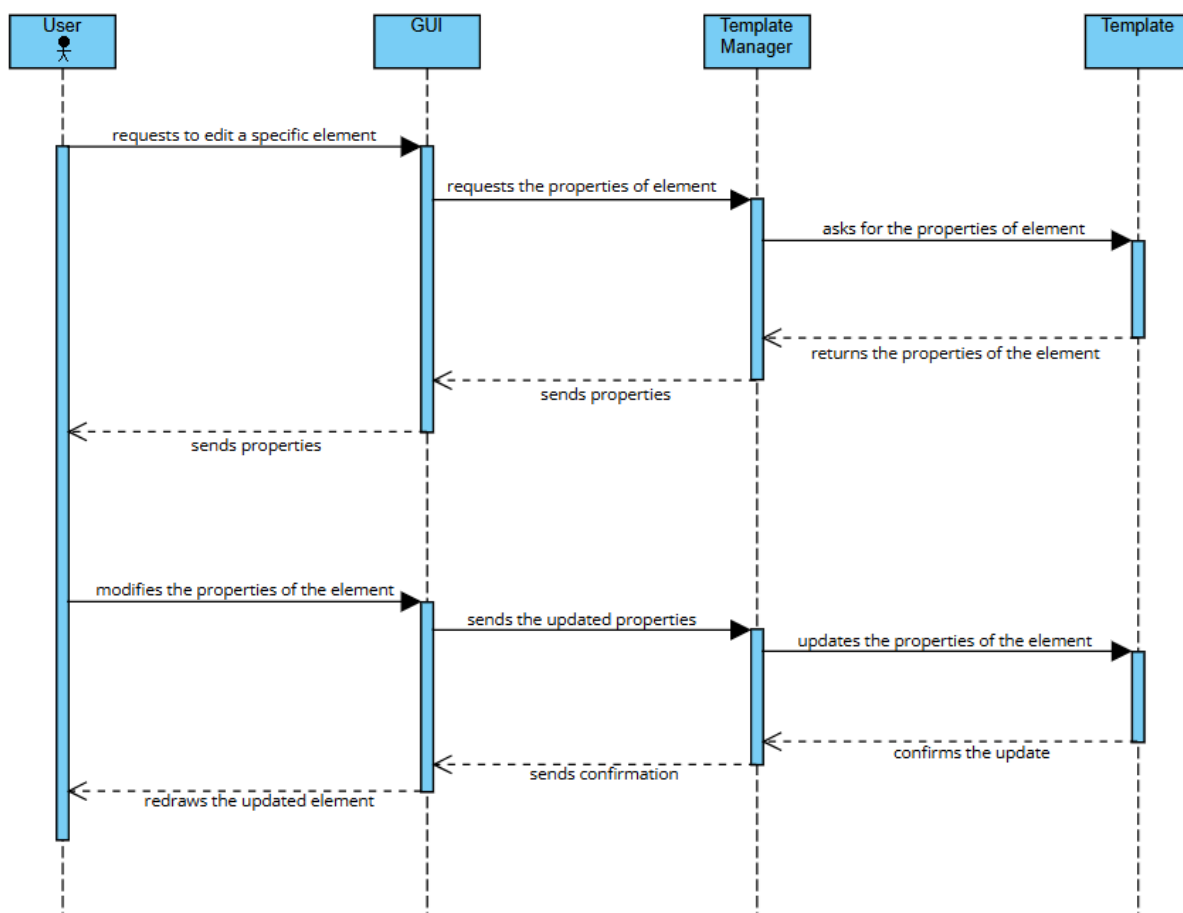 User
GUI
Template
Manager
Template
requests to edit a specific element
requests the properties of element
asks for the properties of element
returns the properties of the element
sends properties
sends properties
modifies the properties of the element
sends the updated properties
updates the properties of the element
confirms the update
sends confirmation
redraws the updated element